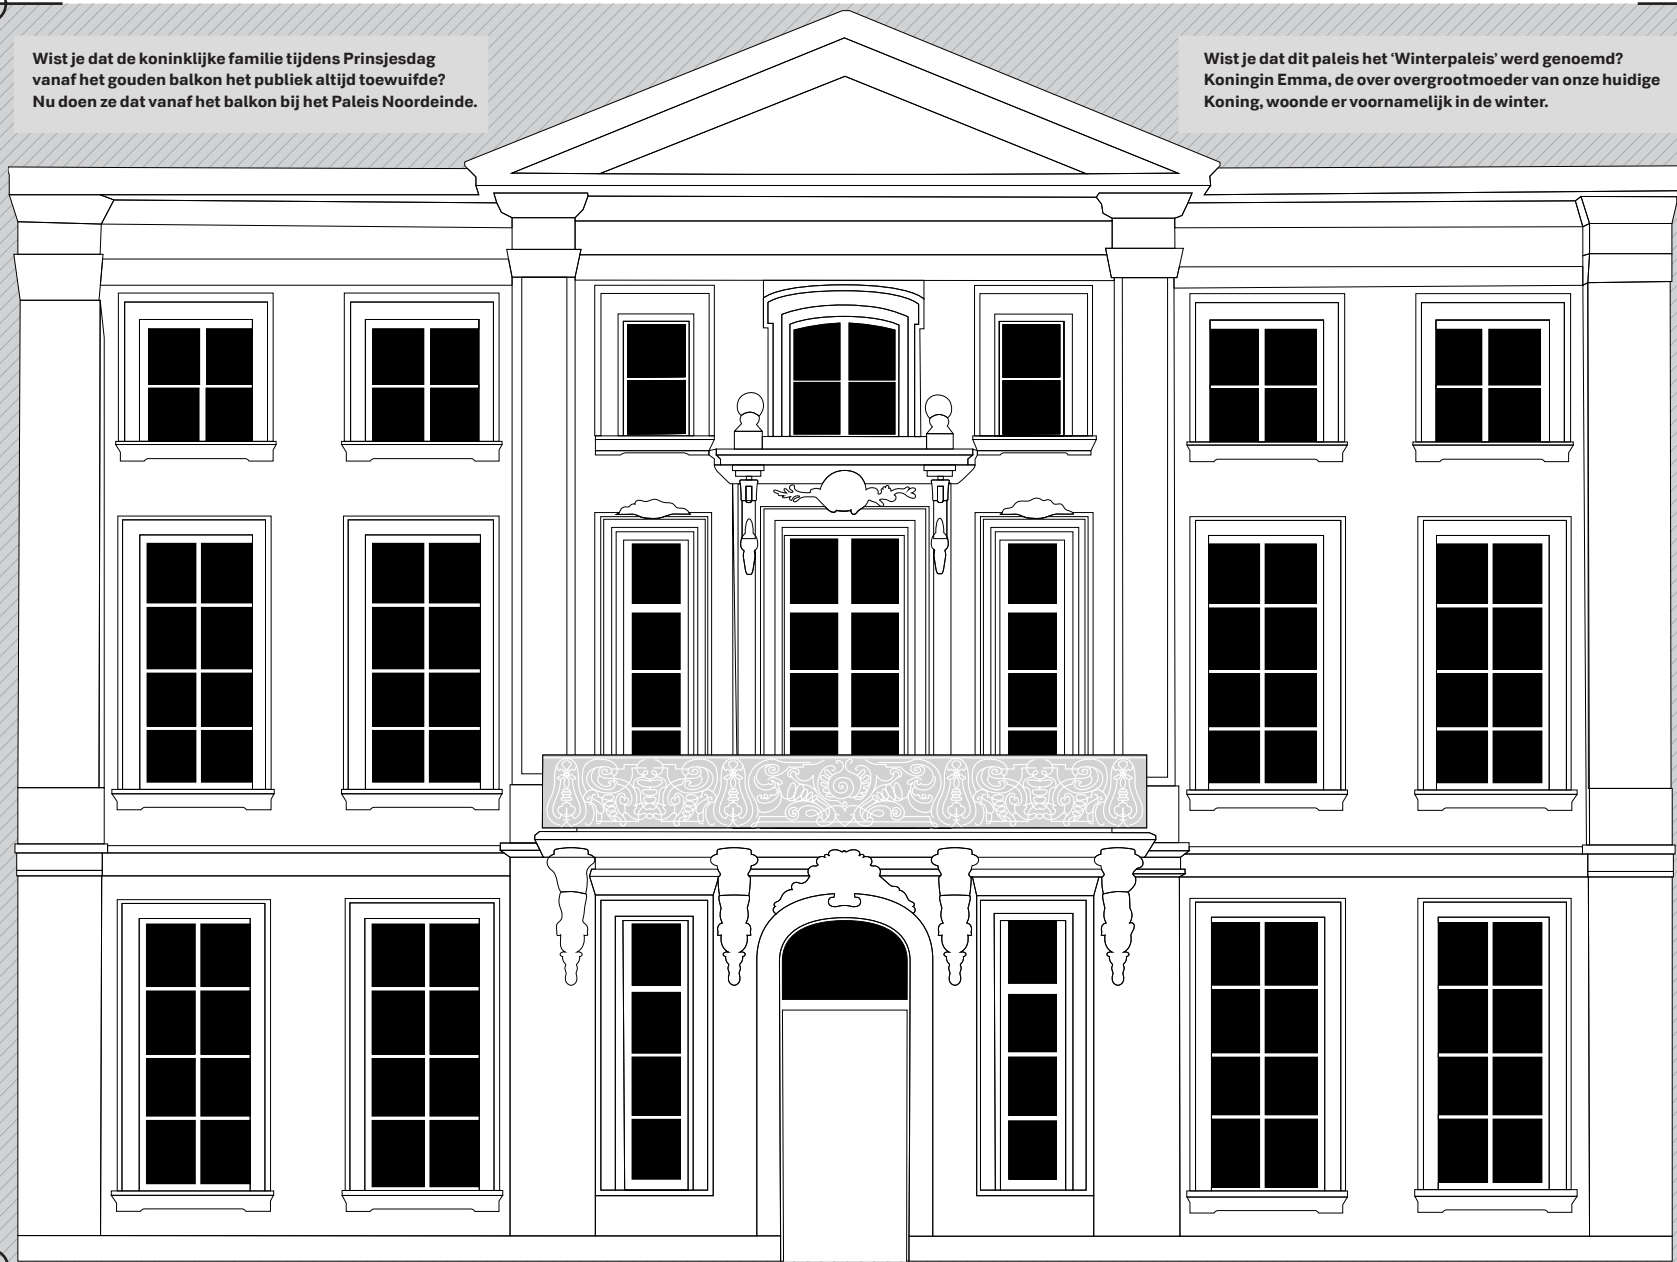 Wist je dat de koninklijke familie tijdens Prinsjesdag
vanaf het gouden balkon het publiek altijd toewuifde?
Nu doen ze dat vanaf het balkon bij het Paleis Noordeinde.
Wist je dat dit paleis het ‘Winterpaleis’ werd genoemd?
Koningin Emma, de over overgrootmoeder van onze huidige
Koning, woonde er voornamelijk in de winter.